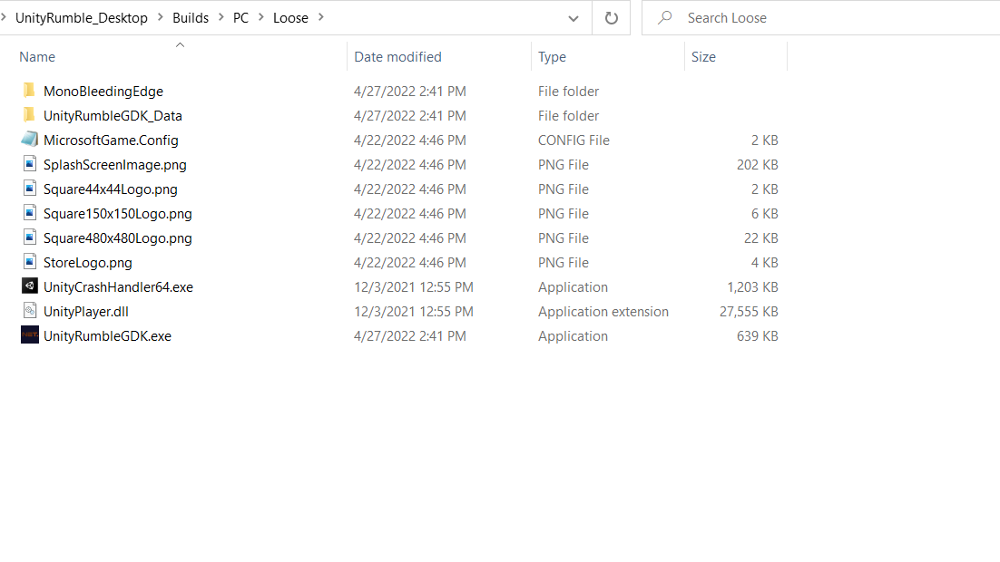 UnityRumble_Desktop > Builds > PC > Loose > Search Loose
Name Date modified Type Size
MonoBleedingEdge 4/27/2022 2:41 PM File folder
UnityRumbleGDK_Data 4/27/2022 2:41 PM File folder
MicrosoftGame.Config 4/22/2022 4:46 PM CONFIG File 2 KB
SplashScreenImage.png 4/22/2022 4:46 PM PNG File 202 KB
Square44x44Logo.png 4/22/2022 4:46 PM PNG File 2 KB
Square150x150Logo.png 4/22/2022 4:46 PM PNG File 6 KB
Square480x480Logo.png 4/22/2022 4:46 PM PNG File 22 KB
StoreLogo.png 4/22/2022 4:46 PM PNG File 4 KB
UnityCrashHandler64.exe 12/3/2021 12:55 PM Application 1,203 KB
UnityPlayer.dll 12/3/2021 12:55 PM Application extension 27,555 KB
UnityRumbleGDK.exe 4/27/2022 2:41 PM Application 639 KB